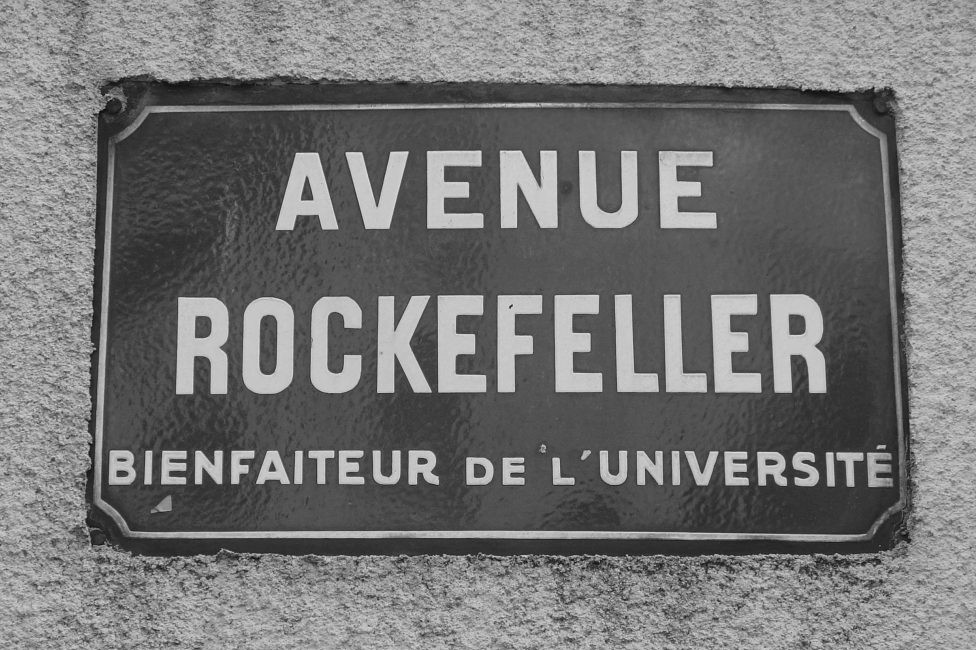 AVENUE
ROCKEFELLER
BIENFAITEUR DE L'UNIVERSITÉ